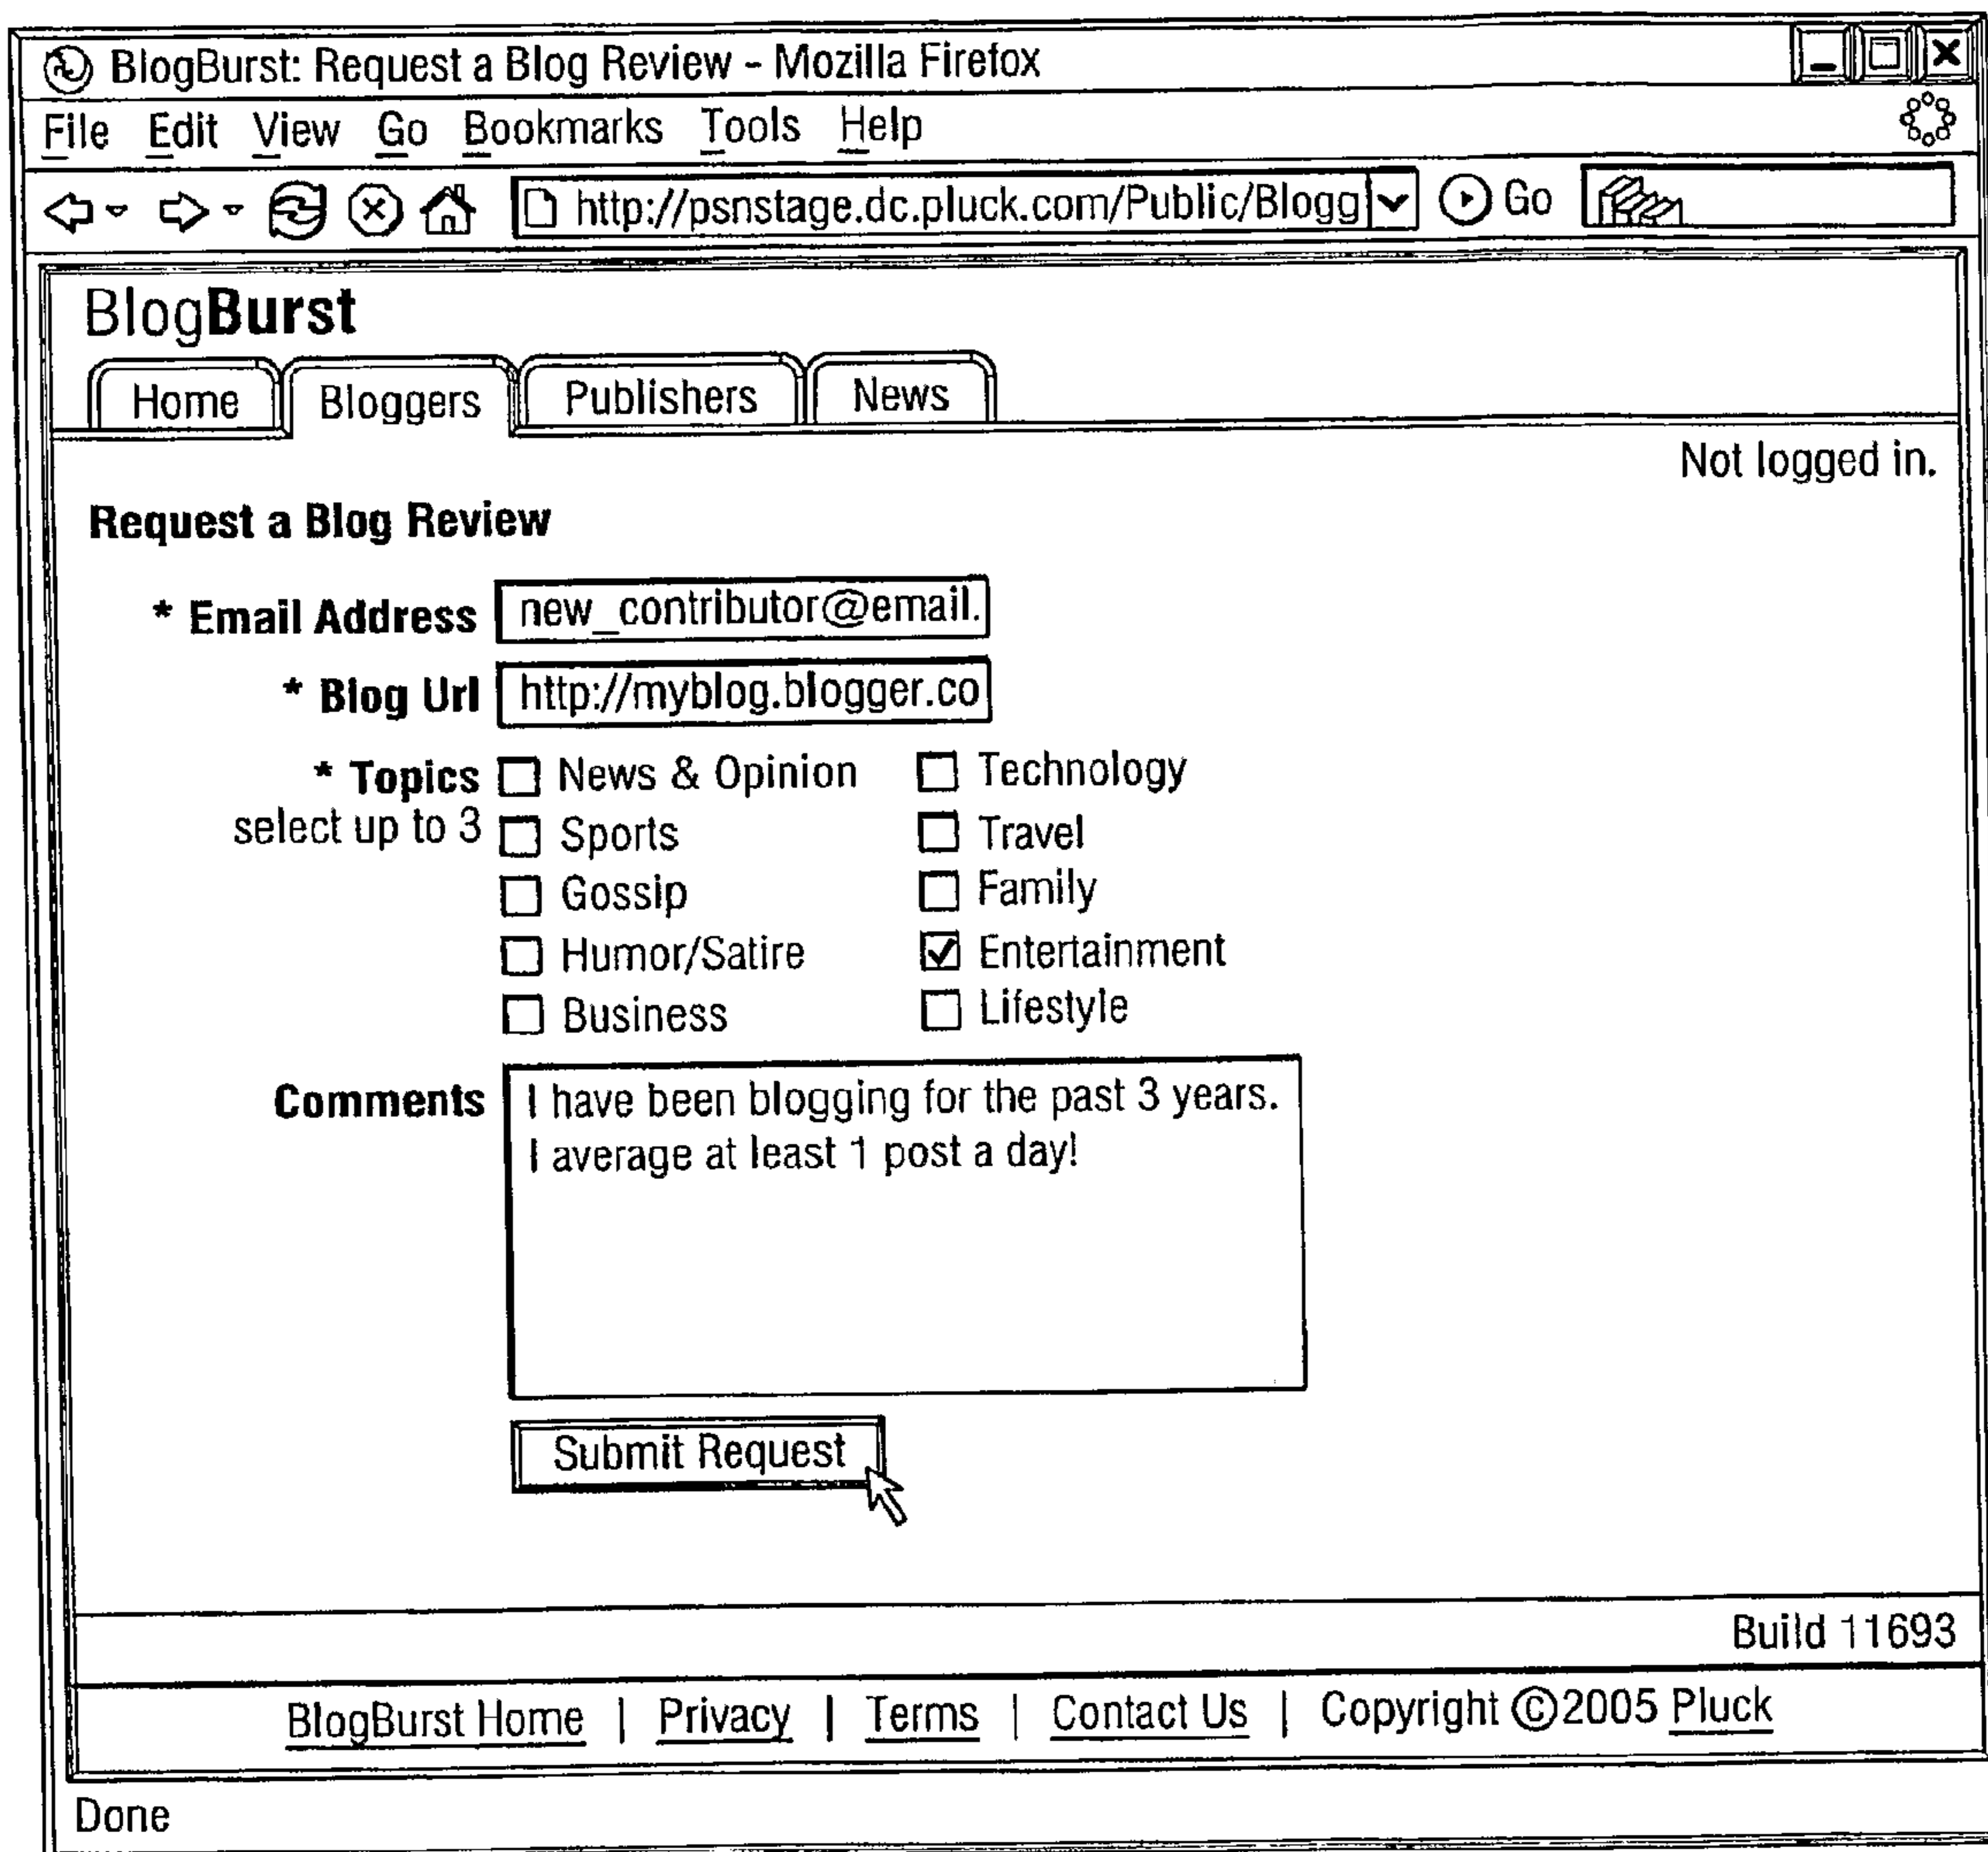 BlogBurst: Request a Blog Review - Mozilla Firefox
File Edit View Go Bookmarks Tools Help
http://psnstage.dc.pluck.com/Public/Blogg Go
BlogBurst
Home Bloggers Publishers News
Not logged in.
Request a Blog Review
* Email Address new_contributor@email.
* Blog Url http://myblog.blogger.co
* Topics News & Opinion Technology
select up to 3 Sports Travel
Gossip Family
Humor/Satire Entertainment
Business Lifestyle
Comments I have been blogging for the past 3 years.
I average at least 1 post a day!
Submit Request
Build 11693
BlogBurst Home | Privacy | Terms | Contact Us | Copyright ©2005 Pluck
Done